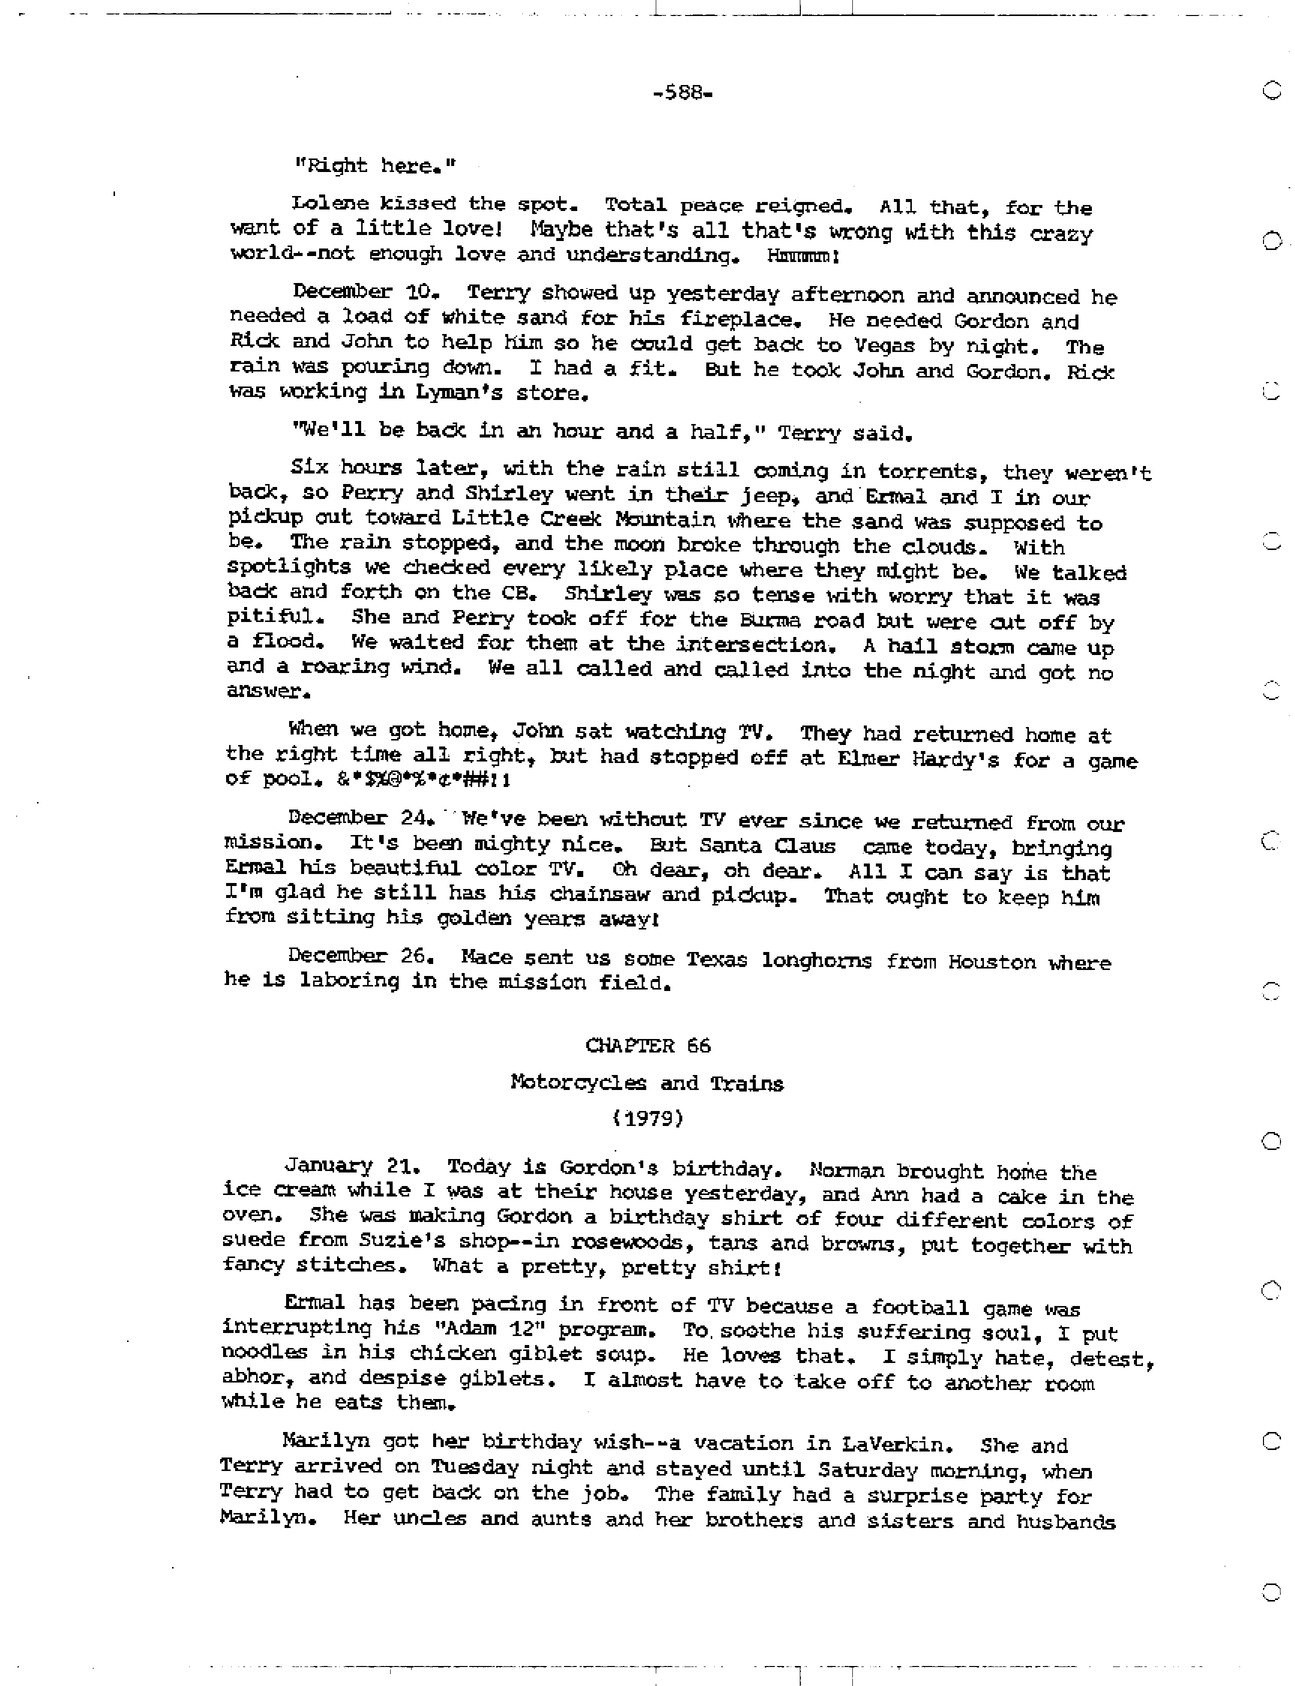 -588-
"Right here."
Lolene kissed the spot. Total peace reigned. All that, for the
want of a little love! Maybe that's all that's wrong with this crazy
world--not enough love and understanding. Hmmmm!
December 10. Terry showed up yesterday afternoon and announced he
needed a load of white sand for his fireplace. He needed Gordon and
Rick and John to help him so he could get back to Vegas by night. The
rain was pouring down. I had a fit. But he took John and Gordon. Rick
was working in Lyman's store.
"We'll be back in an hour and a half," Terry said.
Six hours later, with the rain still coming in torrents, they weren't
back, so Perry and Shirley went in their jeep, and Ermal and I in our
pickup out toward Little Creek Mountain where the sand was supposed to
be. The rain stopped, and the moon broke through the clouds. With
spotlights we checked every likely place where they might be. We talked
back and forth on the CB. Shirley was so tense with worry that it was
pitiful. She and Perry took off for the Burma road but were cut off by
a flood. We waited for them at the intersection. A hail storm came up
and a roaring wind. We all called and called into the night and got no
answer.
When we got home, John sat watching TV. They had returned home at
the right time all right, but had stopped off at Elmer Hardy's for a game
of pool. &*$%@*%*¢*##!!
December 24. We've been without TV ever since we returned from our
mission. It's been mighty nice. But Santa Claus came today, bringing
Ermal his beautiful color TV. Oh dear, oh dear. All I can say is that
I'm glad he still has his chainsaw and pickup. That ought to keep him
from sitting his golden years away!
December 26. Mace sent us some Texas longhorns from Houston where
he is laboring in the mission field.
CHAPTER 66
Motorcycles and Trains
(1979)
January 21. Today is Gordon's birthday. Norman brought home the
ice cream while I was at their house yesterday, and Ann had a cake in the
oven. She was making Gordon a birthday shirt of four different colors of
suede from Suzie's shop--in rosewoods, tans and browns, put together with
fancy stitches. What a pretty, pretty shirt!
Ermal has been pacing in front of TV because a football game was
interrupting his "Adam 12" program. To soothe his suffering soul, I put
noodles in his chicken giblet soup. He loves that. I simply hate, detest,
abhor, and despise giblets. I almost have to take off to another room
while he eats them.
Marilyn got her birthday wish--a vacation in LaVerkin. She and
Terry arrived on Tuesday night and stayed until Saturday morning, when
Terry had to get back on the job. The family had a surprise party for
Marilyn. Her uncles and aunts and her brothers and sisters and husbands